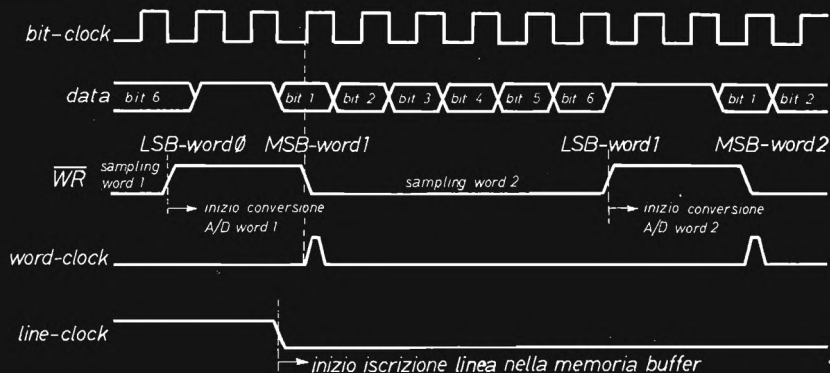 bit-clock
data
bit 6 bit 1 bit 2 bit 3 bit 4 bit 5 bit 6 bit 1 bit 2
LSB-word0 MSB-word1 LSB-word1 MSB-word2
WR sampling word 1 sampling word 2
inizio conversione A/D word 1
inizio conversione A/D word 2
word-clock
line-clock
inizio iscrizione linea nella memoria buffer